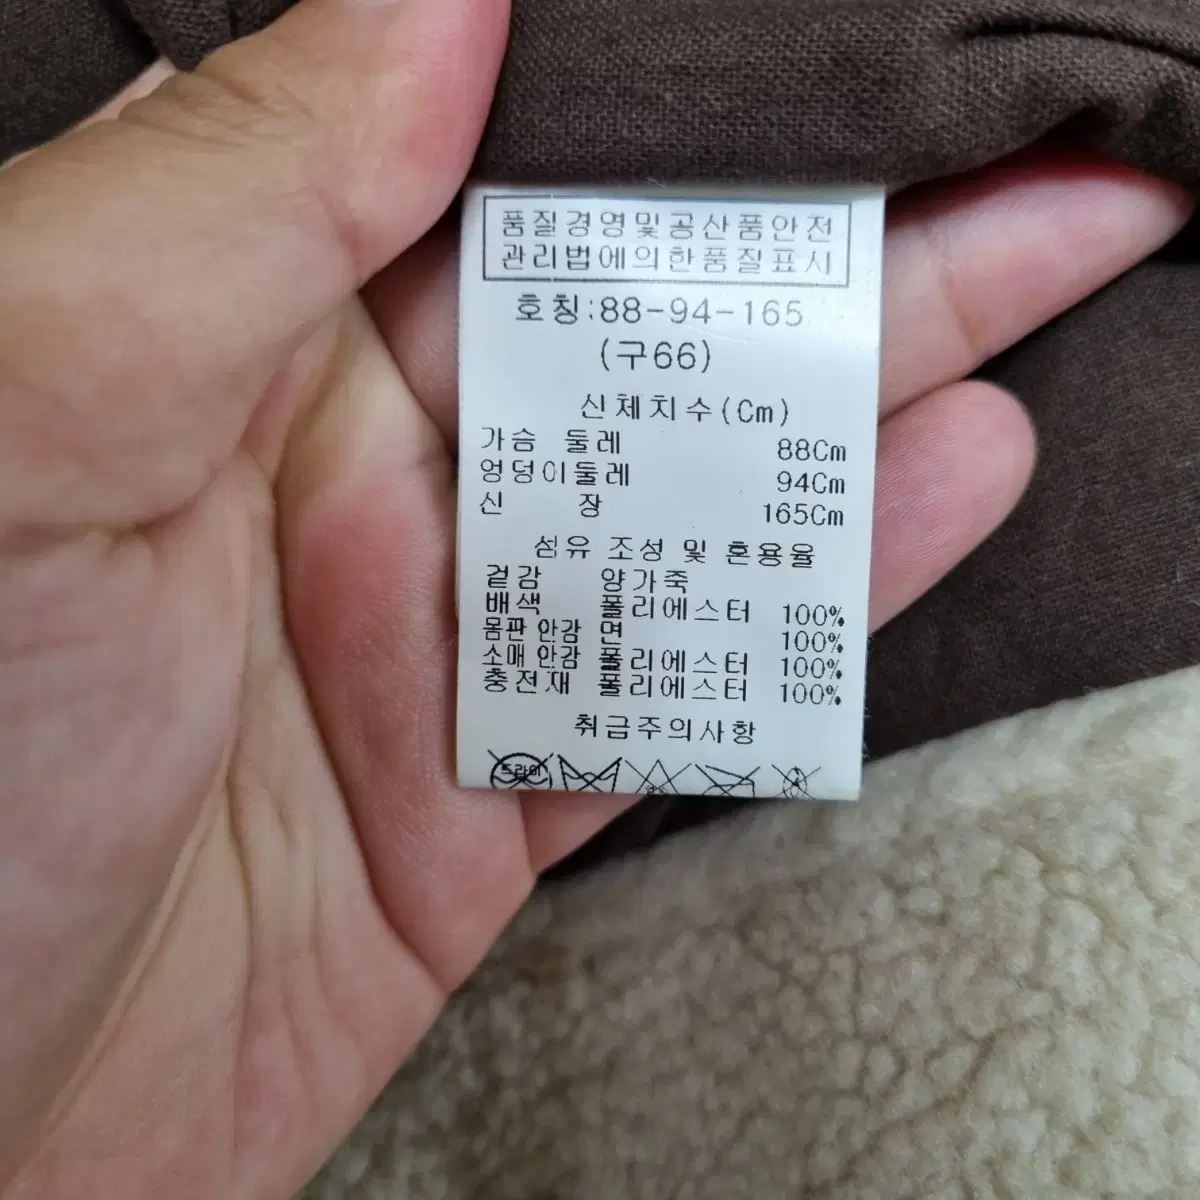 품질경영및공산품안전
관리법에의한품질표시
호칭:88-94-165
(구66)
신체치수(Cm)
가슴 둘레 88Cm
엉덩이둘레 94Cm
신 장 165Cm
섬유 조성 및 혼용율
겉감 양가죽
배색 폴리에스터 100%
몸판 안감 면 100%
소매 안감 폴리에스터 100%
충전재 폴리에스터 100%
취급주의사항
드라이